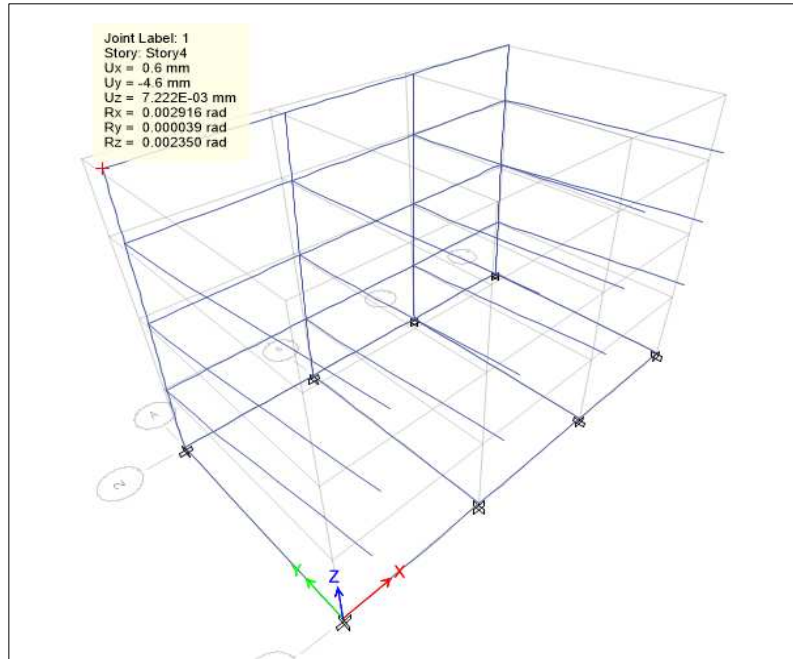 Joint Label: 1
Story: Story4
Ux = 0.6 mm
Uy = -4.6 mm
Uz = 7.222E-03 mm
Rx = 0.002916 rad
Ry = 0.000039 rad
Rz = 0.002350 rad
A
2
Y
Z
X